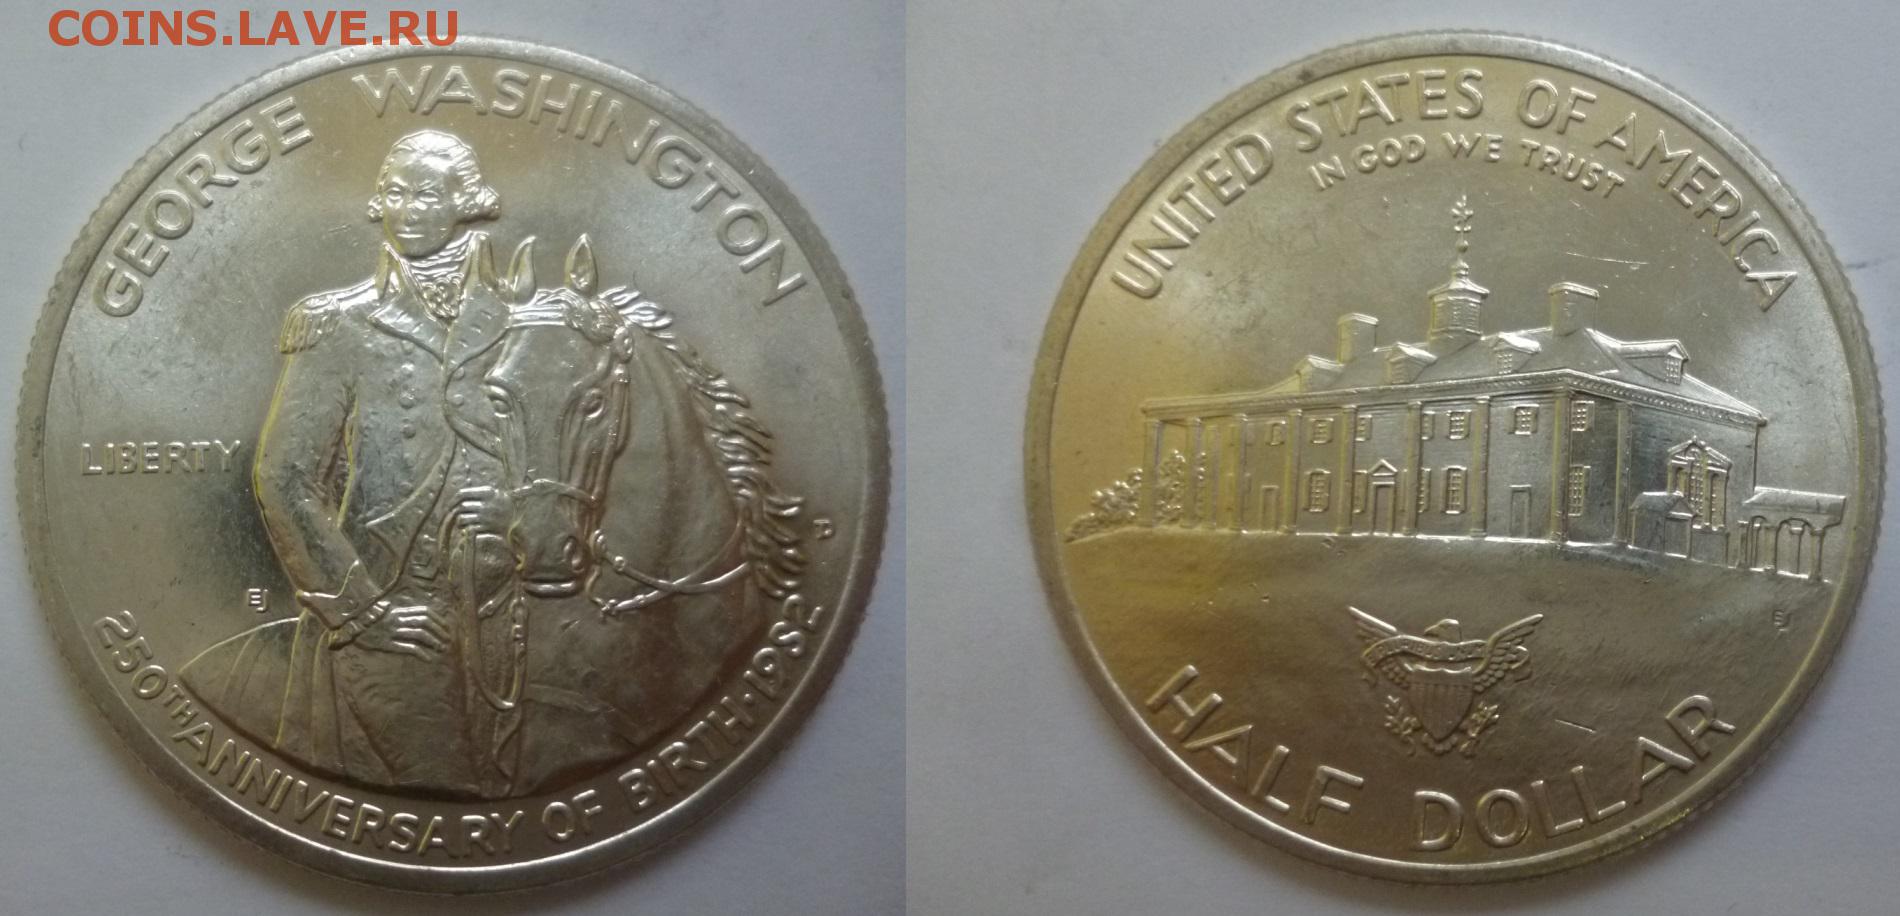 COINS.LAVE.RU
GEORGE WASHINGTON
LIBERTY
EJ
P
250TH ANNIVERSARY OF BIRTH · 1982
UNITED STATES OF AMERICA
IN GOD WE TRUST
EJ
HALF DOLLAR